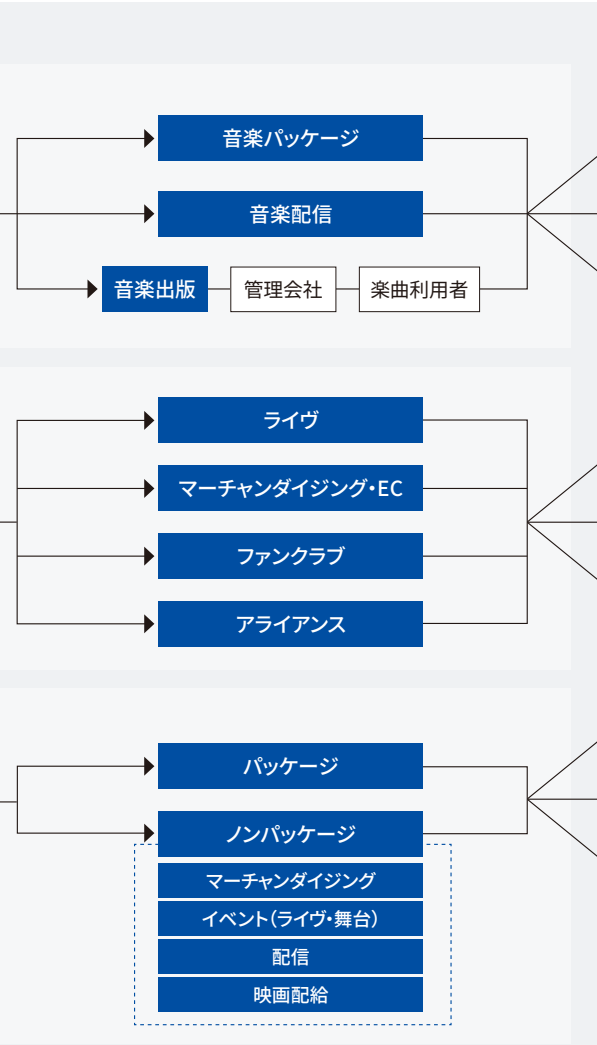 音楽パッケージ
音楽配信
音楽出版 管理会社 楽曲利用者
ライヴ
マーチャンダイジング・EC
ファンクラブ
アライアンス
パッケージ
ノンパッケージ
マーチャンダイジング
イベント(ライヴ・舞台)
配信
映画配給